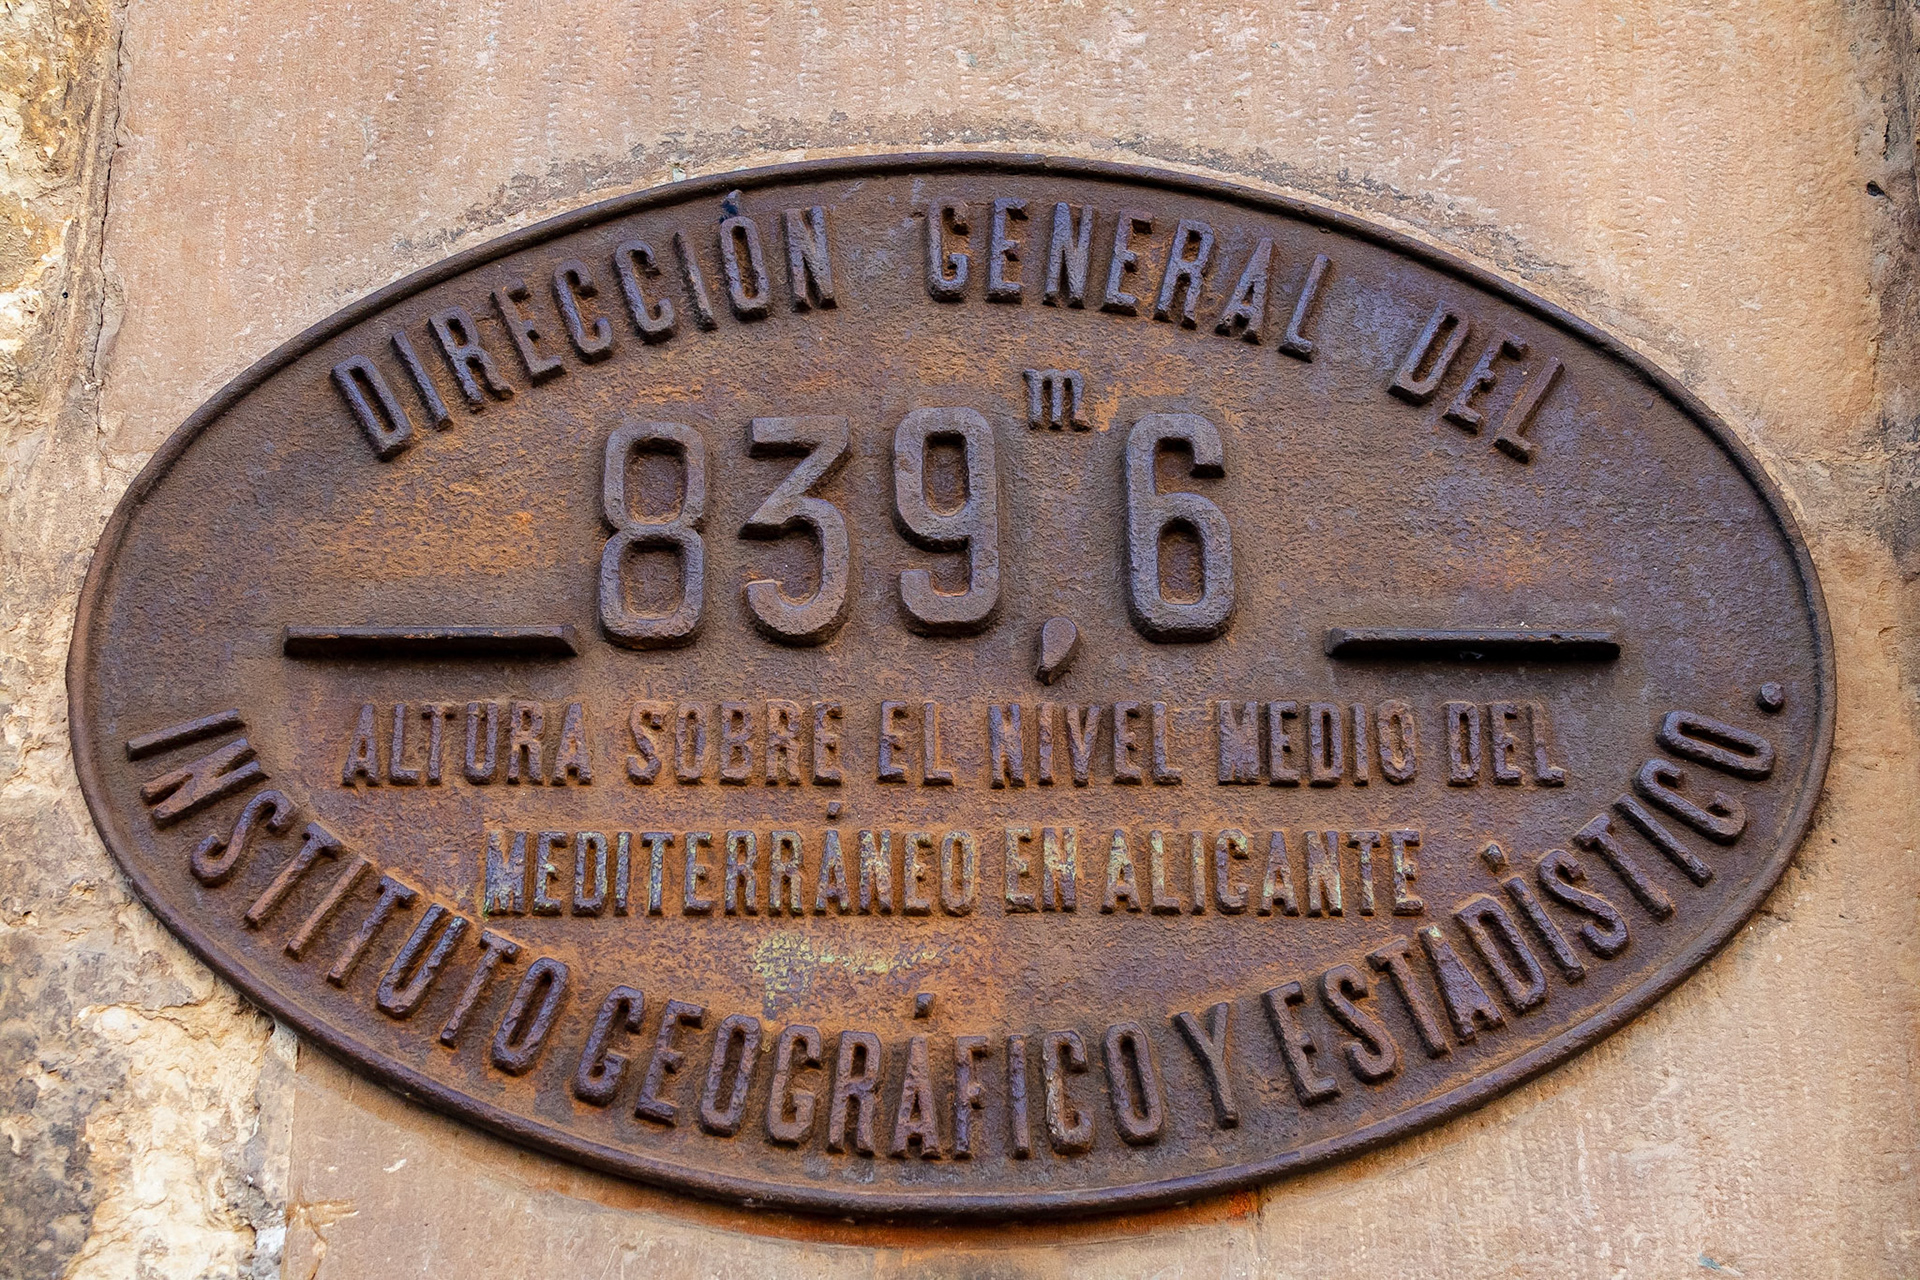 DIRECCIÓN GENERAL DEL
839,6 m
ALTURA SOBRE EL NIVEL MEDIO DEL
MEDITERRÁNEO EN ALICANTE
INSTITUTO GEOGRÁFICO Y ESTADÍSTICO.